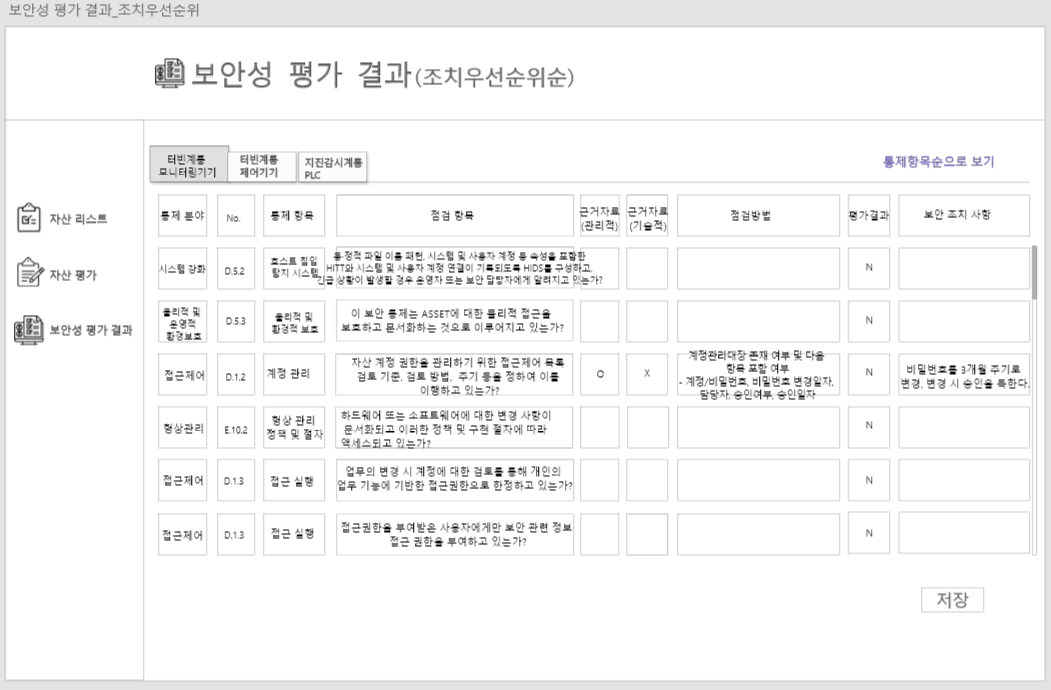 보안성 평가 결과_조치우선순위
보안성 평가 결과(조치우선순위순)
터빈계통
모니터링기기
터빈계통
제어기기
지진감시계통
PLC
통제항목순으로 보기
자산 리스트
자산 평가
보안성 평가 결과
통제 분야
No.
통제 항목
점검 항목
근거자료
(관리적)
근거자료
(기술적)
점검방법
평가결과
보안 조치 사항
시스템 강화
D.5.2
호스트 침입
탐지 시스템
통·정적 파일 이름 패턴, 시스템 및 사용자 계정 등 속성을 포함한
HITT와 시스템 및 사용자 계정 연결이 기록되도록 HIDS를 구성하고,
긴급 상황이 발생할 경우 운영자 또는 보안 담당자에게 알려지고 있는가?
N
물리적 및
운영적
환경보호
D.5.3
물리적 및
환경적 보호
이 보안 통제는 ASSET에 대한 물리적 접근을
보호하고 문서화하는 것으로 이루어지고 있는가?
N
접근제어
D.1.2
계정 관리
자산 계정 권한을 관리하기 위한 접근제어 목록
검토 기준, 검토 방법, 주기 등을 정하여 이를
이행하고 있는가?
O
X
계정관리대장 존재 여부 및 다음
항목 포함 여부
- 계정/비밀번호, 비밀번호 변경일자,
담당자, 승인여부, 승인일자
N
비밀번호를 3개월 주기로
변경, 변경 시 승인을 득한다.
형상관리
E.10.2
형상 관리
정책 및 절차
하드웨어 또는 소프트웨어에 대한 변경 사항이
문서화되고 이러한 정책 및 구현 절차에 따라
액세스되고 있는가?
N
접근제어
D.1.3
접근 실행
업무의 변경 시 계정에 대한 검토를 통해 개인의
업무 기능에 기반한 접근권한으로 한정하고 있는가?
N
접근제어
D.1.3
접근 실행
접근권한을 부여받은 사용자에게만 보안 관련 정보
접근 권한을 부여하고 있는가?
N
저장